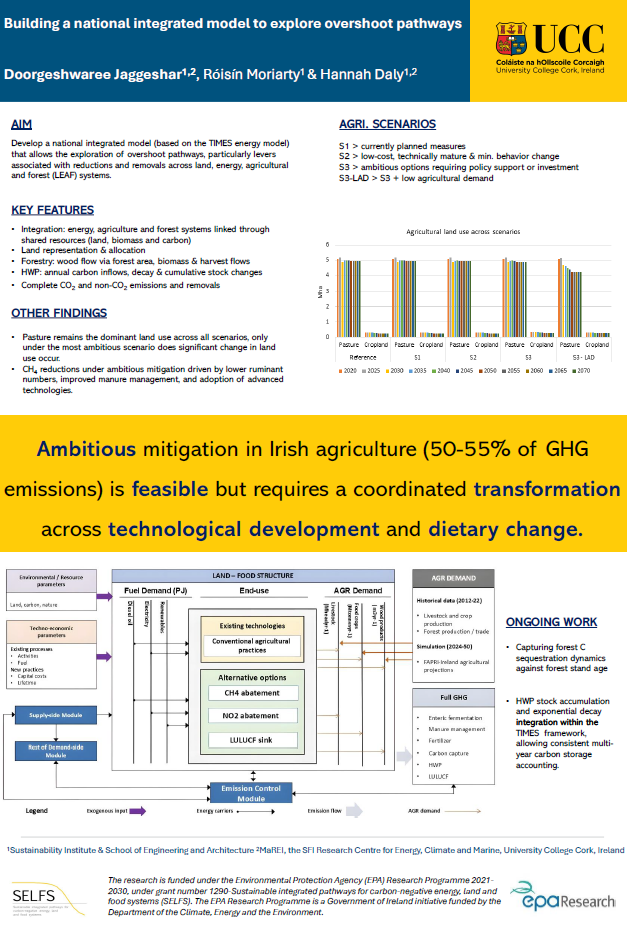 Building a national integrated model to explore overshoot pathways
Doorgeshwaree Jaggeshar¹,², Róisín Moriarty¹ & Hannah Daly¹,²
UCC
Coláiste na hOllscoile Corcaigh
University College Cork, Ireland
AIM
Develop a national integrated model (based on the TIMES energy model)
that allows the exploration of overshoot pathways, particularly levers
associated with reductions and removals across land, energy, agricultural
and forest (LEAF) systems.
KEY FEATURES
• Integration: energy, agriculture and forest systems linked through
shared resources (land, biomass and carbon)
• Land representation & allocation
• Forestry: wood flow via forest area, biomass & harvest flows
• HWP: annual carbon inflows, decay & cumulative stock changes
• Complete CO₂ and non-CO₂ emissions and removals
OTHER FINDINGS
• Pasture remains the dominant land use across all scenarios, only
under the most ambitious scenario does significant change in land
use occur.
• CH₄ reductions under ambitious mitigation driven by lower ruminant
numbers, improved manure management, and adoption of advanced
technologies.
AGRI. SCENARIOS
S1 > currently planned measures
S2 > low-cost, technically mature & min. behavior change
S3 > ambitious options requiring policy support or investment
S3-LAD > S3 + low agricultural demand
Agricultural land use across scenarios
6
5
4
3
2
1
0
Mha
Pasture Cropland Pasture Cropland Pasture Cropland Pasture Cropland Pasture Cropland
Reference S1 S2 S3 S3 - LAD
2020 2025 2030 2035 2040 2045 2050 2055 2060 2065 2070
Ambitious mitigation in Irish agriculture (50-55% of GHG
emissions) is feasible but requires a coordinated transformation
across technological development and dietary change.
Environmental / Resource
parameters
Land, carbon, nature
Techno-economic
parameters
Existing processes
• Activities
• Fuel
New practices
• Capital costs
• Lifetime
Supply-side Module
Rest of Demand-side
Module
LAND – FOOD STRUCTURE
Fuel Demand (PJ)
End-use
AGR Demand
Diesel oil
Electricity
Renewables
Existing technologies
Conventional agricultural
practices
Alternative options
CH4 abatement
NO2 abatement
LULUCF sink
Livestock
Food crops
Wood products
Emission Control
Module
AGR DEMAND
Historical data (2012-22)
• Livestock and crop
production
• Forest production / trade
Simulation (2024-50)
• FAPRI-Ireland agricultural
projections
Full GHG
• Enteric fermentation
• Manure management
• Fertilizer
• Carbon capture
• HWP
• LULUCF
Legend
Exogenous input
Energy carriers
Emission flow
AGR demand
ONGOING WORK
• Capturing forest C
sequestration dynamics
against forest stand age
• HWP stock accumulation
and exponential decay
integration within the
TIMES framework,
allowing consistent multi-
year carbon storage
accounting.
¹Sustainability Institute & School of Engineering and Architecture ²MaREI, the SFI Research Centre for Energy, Climate and Marine, University College Cork, Ireland
SELFS
The research is funded under the Environmental Protection Agency (EPA) Research Programme 2021-
2030, under grant number 1290-Sustainable integrated pathways for carbon-negative energy, land and
food systems (SELFS). The EPA Research Programme is a Government of Ireland initiative funded by the
Department of the Climate, Energy and the Environment.
epa Research